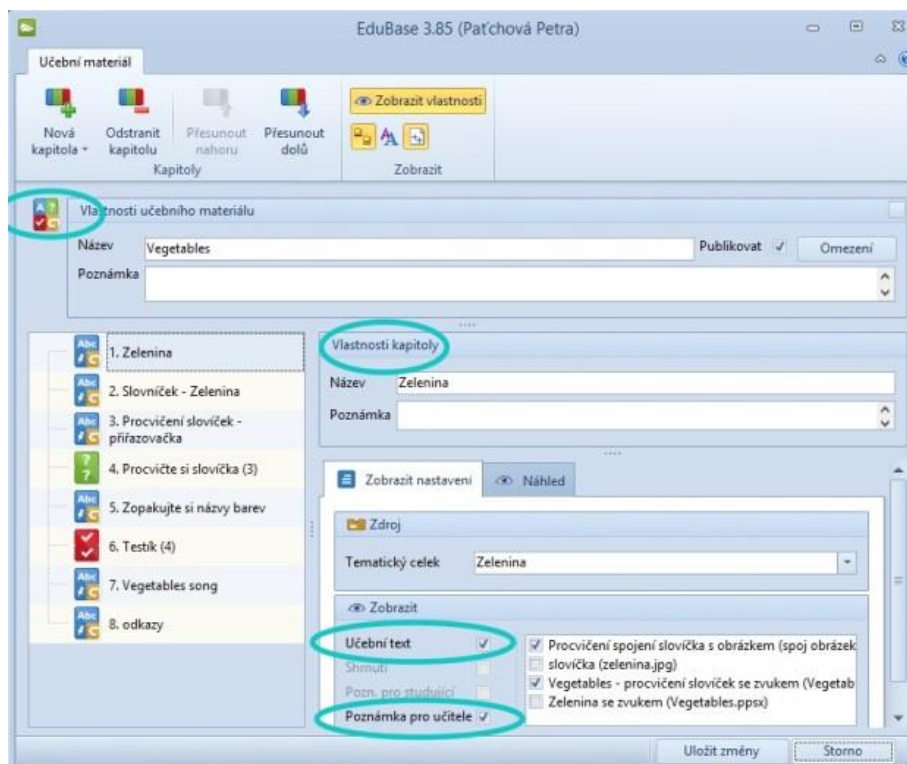 EduBase 3.85 (Paťchová Petra)
Učební materiál
Nová kapitola
Odstranit kapitolu
Přesunout nahoru
Přesunout dolů
Kapitoly
Zobrazit vlastnosti
Zobrazit
Vlastnosti učebního materiálu
Název Vegetables Publikovat Omezení
Poznámka
1. Zelenina
2. Slovníček - Zelenina
3. Procvičení slovíček -
přiřazovačka
4. Procvičte si slovíčka (3)
5. Zopakujte si názvy barev
6. Testík (4)
7. Vegetables song
8. odkazy
Vlastnosti kapitoly
Název Zelenina
Poznámka
Zobrazit nastavení Náhled
Zdroj
Tematický celek Zelenina
Zobrazit
Učební text
Shrnutí
Pozn. pro studující
Poznámka pro učitele
Procvičení spojení slovíčka s obrázkem (spoj obrázek
slovíčka (zelenina.jpg)
Vegetables - procvičení slovíček se zvukem (Vegetab
Zelenina se zvukem (Vegetables.ppsx)
Uložit změny Storno